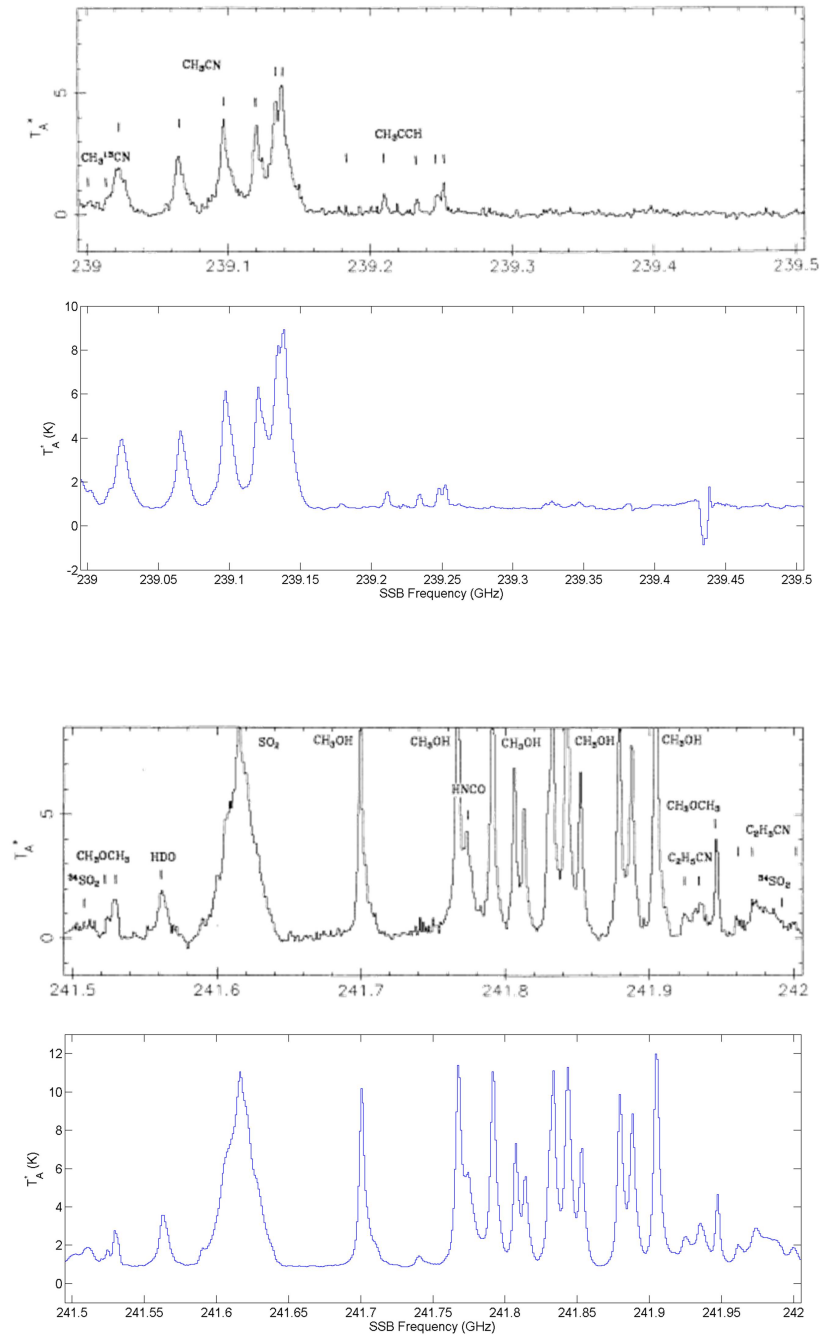 CH₃CN
5
T_A*
CH₃CCH
CH₃¹³CN
0
239 239.1 239.2 239.3 239.4 239.5
10
8
6
T_A* (K)
4
2
0
-2
239 239.05 239.1 239.15 239.2 239.25 239.3 239.35 239.4 239.45 239.5
SSB Frequency (GHz)
SO₂ CH₃OH CH₃OH CH₃OH CH₃OH CH₃OH
HNCO
5
CH₃OCH₃
T_A*
CH₃OCH₃ HDO C₂H₅CN C₂H₅CN
³⁴SO₂ ³⁴SO₂
0
241.5 241.6 241.7 241.8 241.9 242
12
10
8
T_A* (K)
6
4
2
0
241.5 241.55 241.6 241.65 241.7 241.75 241.8 241.85 241.9 241.95 242
SSB Frequency (GHz)